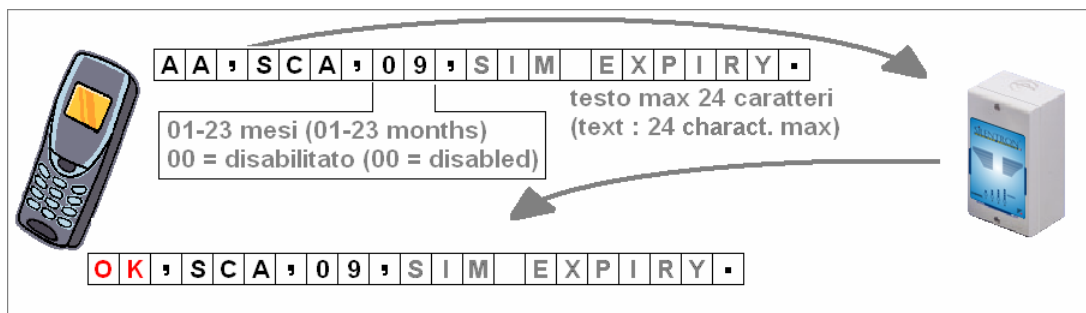 AA,SCA,09,SIM EXPIRY.
testo max 24 caratteri
(text : 24 charact. max)
01-23 mesi (01-23 months)
00 = disabilitato (00 = disabled)
SILENTRON
OK,SCA,09,SIM EXPIRY.